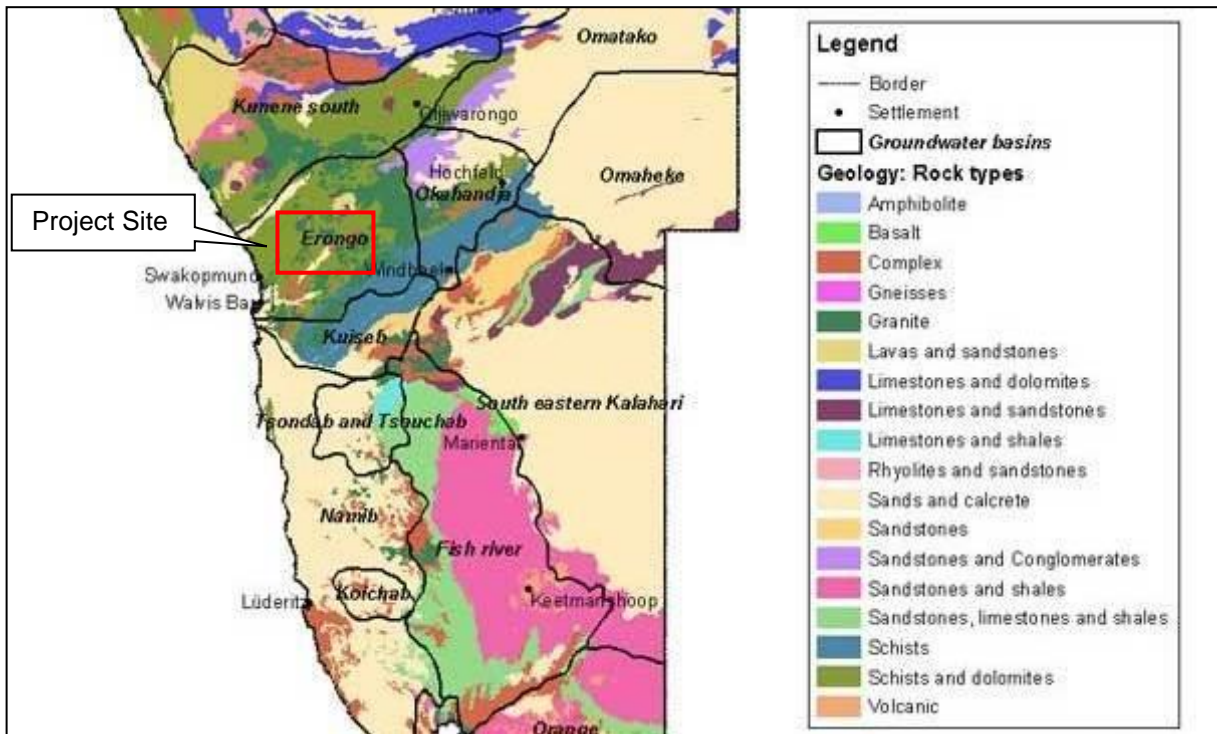 Omatako
Kunene south
Otjiwarongo
Hochfeld
Okahandja
Omaheke
Project Site
Erongo
Windhoek
Swakopmund
Walvis Bay
Kuiseb
Tsondab and Tsauchab
South eastern Kalahari
Mariental
Namib
Fish river
Koichab
Lüderitz
Keetmanshoop
Orange
Legend
Border
Settlement
Groundwater basins
Geology: Rock types
Amphibolite
Basalt
Complex
Gneisses
Granite
Lavas and sandstones
Limestones and dolomites
Limestones and sandstones
Limestones and shales
Rhyolites and sandstones
Sands and calcrete
Sandstones
Sandstones and Conglomerates
Sandstones and shales
Sandstones, limestones and shales
Schists
Schists and dolomites
Volcanic